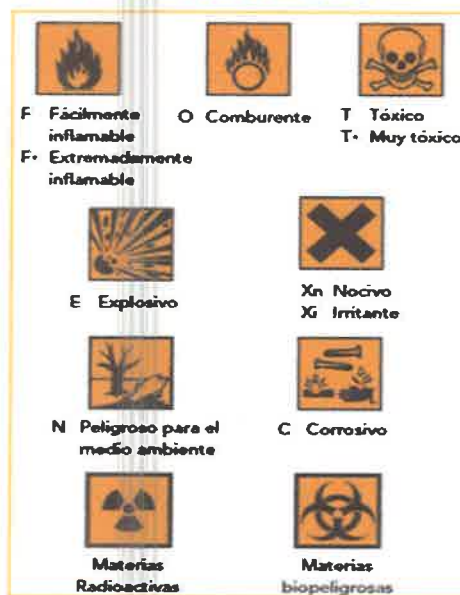 F Fácilmente
inflamable
F+ Extremadamente
inflamable
O Comburente
T Tóxico
T+ Muy tóxico
E Explosivo
Xn Nocivo
Xi Irritante
N Peligroso para el
medio ambiente
C Corrosivo
Materias
Radioactivas
Materias
biopeligrosas